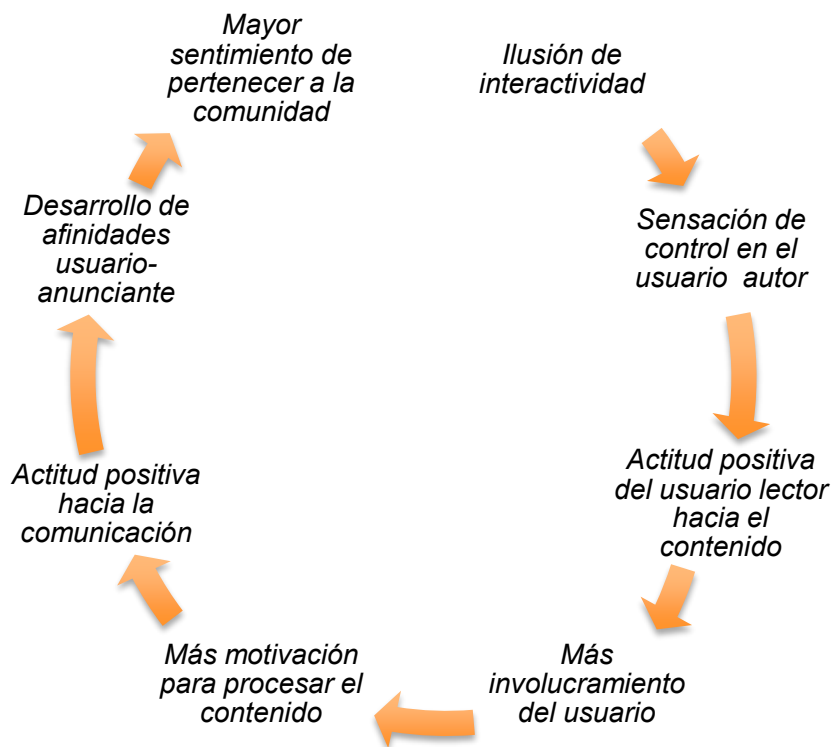 Ilusión de
interactividad
Sensación de
control en el
usuario autor
Actitud positiva
del usuario lector
hacia el
contenido
Más
involucramiento
del usuario
Más motivación
para procesar el
contenido
Actitud positiva
hacia la
comunicación
Desarrollo de
afinidades
usuario-
anunciante
Mayor
sentimiento de
pertenecer a la
comunidad